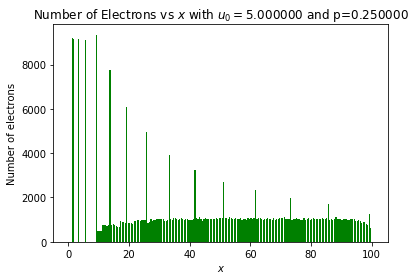 Number of Electrons vs x with u₀ = 5.000000 and p=0.250000
Number of electrons
8000
6000
4000
2000
0
0 20 40 60 80 100
x